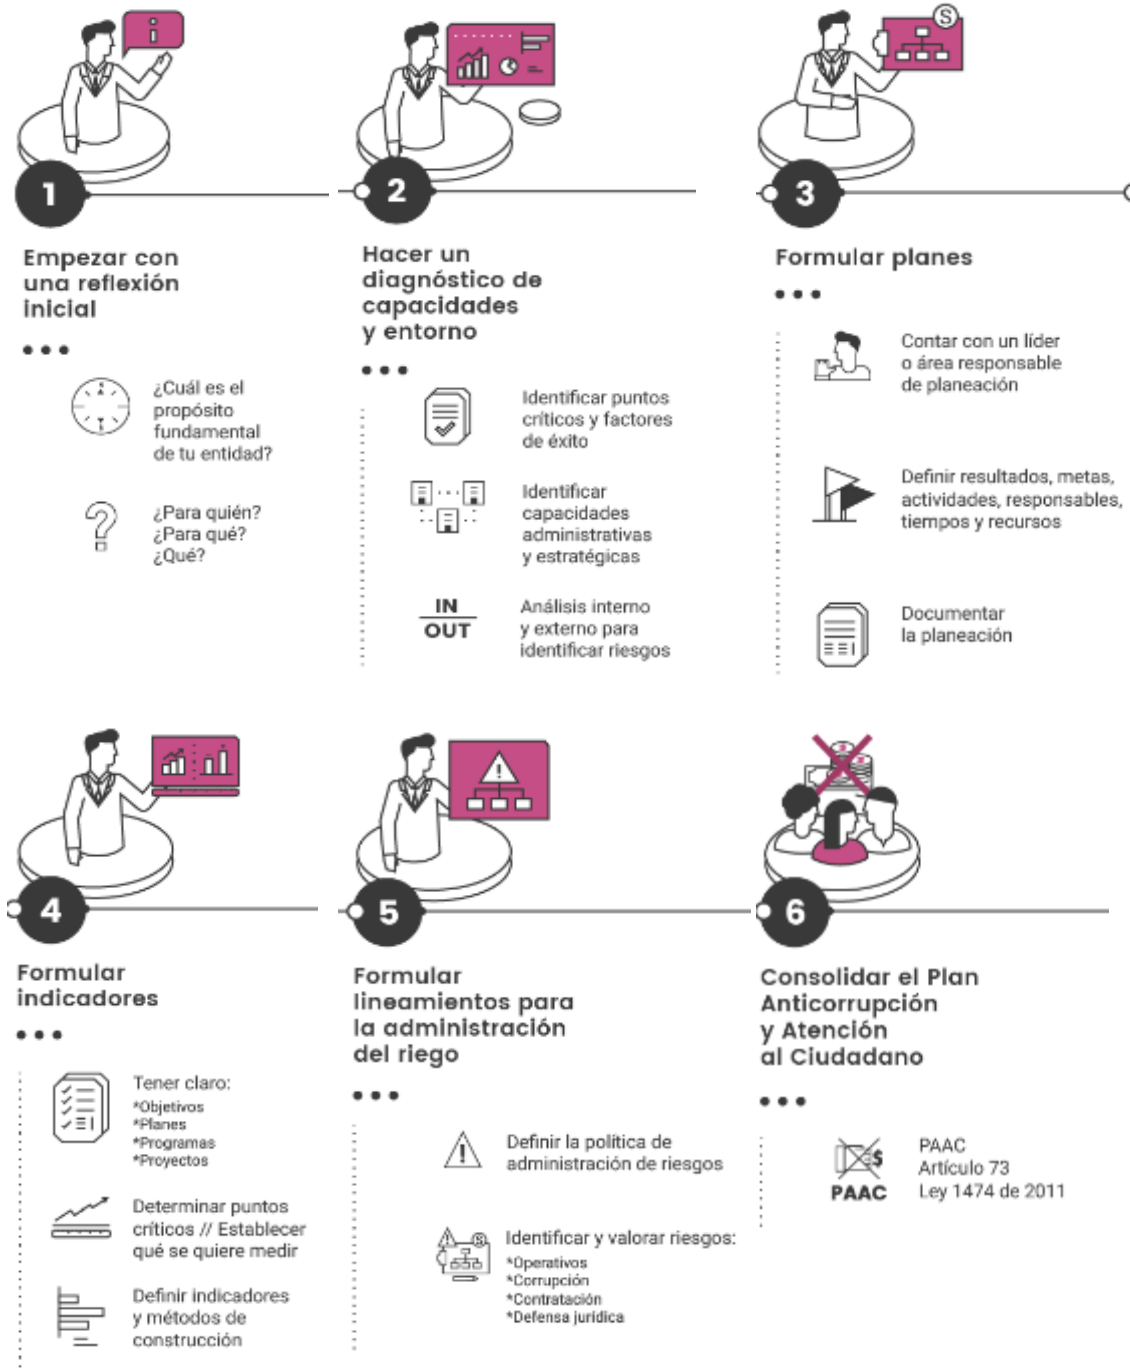 1
Empezar con
una reflexión
inicial
¿Cuál es el
propósito
fundamental
de tu entidad?
¿Para quién?
¿Para qué?
¿Qué?
2
Hacer un
diagnóstico de
capacidades
y entorno
Identificar puntos
críticos y factores
de éxito
Identificar
capacidades
administrativas
y estratégicas
IN
OUT
Análisis interno
y externo para
identificar riesgos
S
3
Formular planes
Contar con un líder
o área responsable
de planeación
Definir resultados, metas,
actividades, responsables,
tiempos y recursos
Documentar
la planeación
4
Formular
indicadores
Tener claro:
*Objetivos
*Planes
*Programas
*Proyectos
Determinar puntos
críticos // Establecer
qué se quiere medir
Definir indicadores
y métodos de
construcción
5
Formular
lineamientos para
la administración
del riego
Definir la política de
administración de riesgos
Identificar y valorar riesgos:
*Operativos
*Corrupción
*Contratación
*Defensa jurídica
6
Consolidar el Plan
Anticorrupción
y Atención
al Ciudadano
$
PAAC
PAAC
Artículo 73
Ley 1474 de 2011